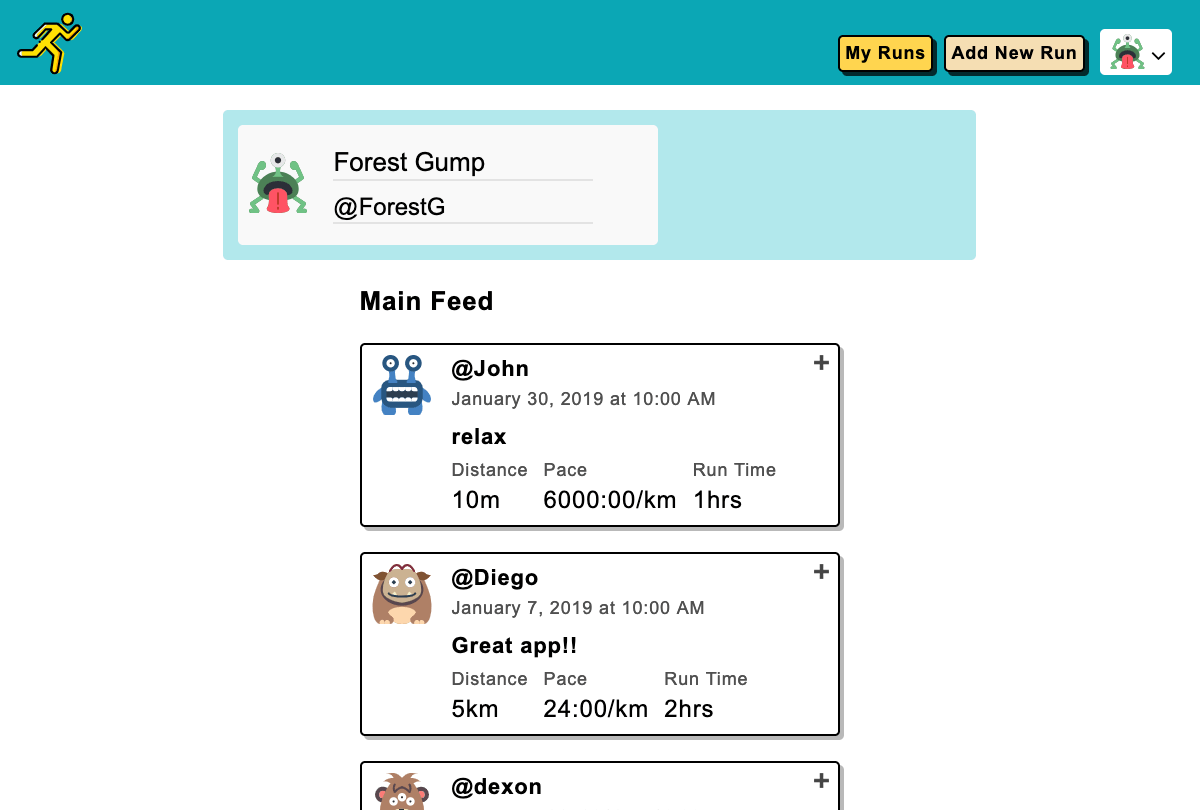 My Runs Add New Run
Forest Gump
@ForestG
Main Feed
@John
January 30, 2019 at 10:00 AM
relax
Distance Pace Run Time
10m 6000:00/km 1hrs
@Diego
January 7, 2019 at 10:00 AM
Great app!!
Distance Pace Run Time
5km 24:00/km 2hrs
@dexon